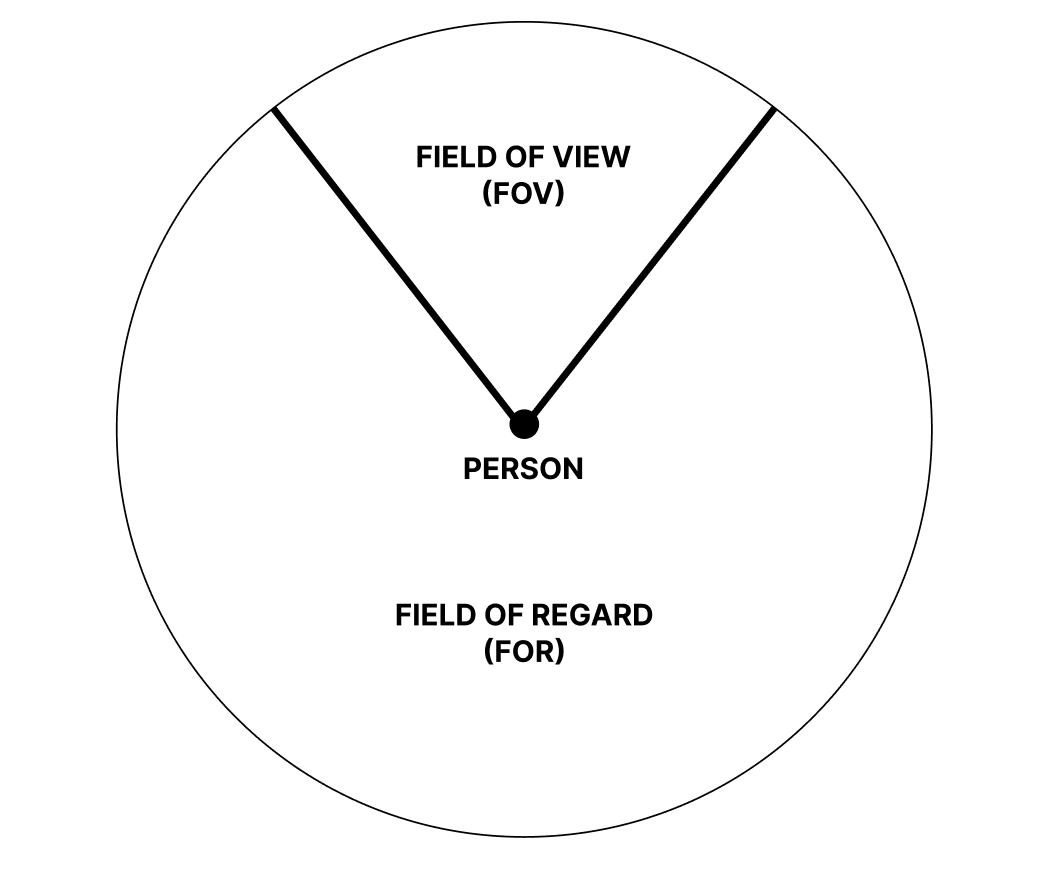 FIELD OF VIEW
(FOV)
PERSON
FIELD OF REGARD
(FOR)